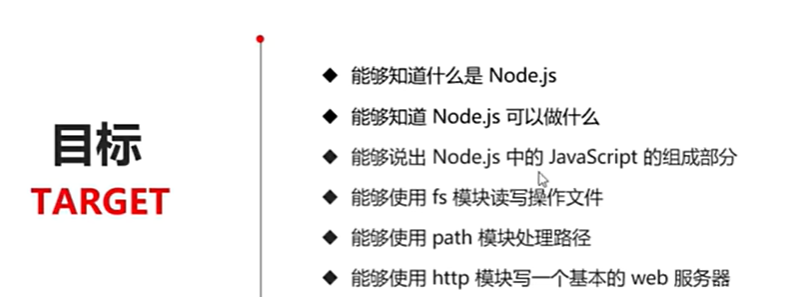 目标
TARGET
◆ 能够知道什么是 Node.js
◆ 能够知道 Node.js 可以做什么
◆ 能够说出 Node.js 中的 JavaScript 的组成部分
◆ 能够使用 fs 模块读写操作文件
◆ 能够使用 path 模块处理路径
◆ 能够使用 http 模块写一个基本的 web 服务器